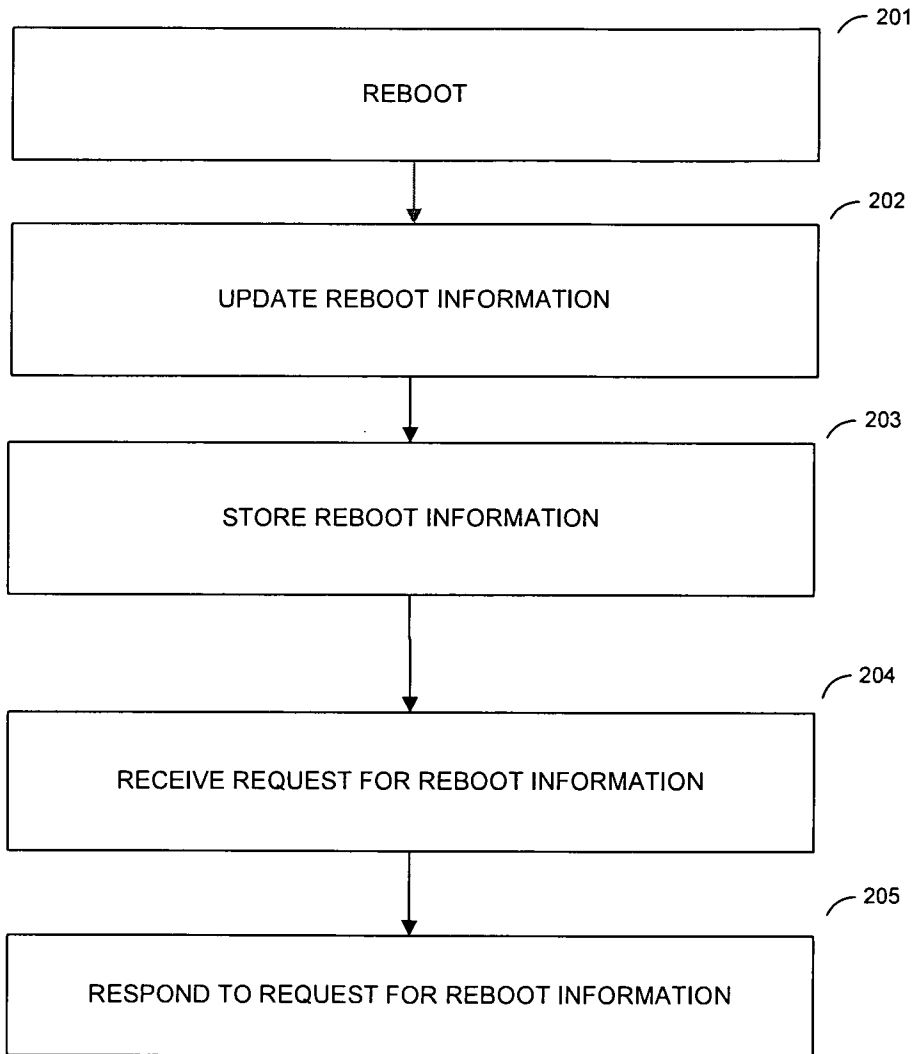 201
REBOOT
202
UPDATE REBOOT INFORMATION
203
STORE REBOOT INFORMATION
204
RECEIVE REQUEST FOR REBOOT INFORMATION
205
RESPOND TO REQUEST FOR REBOOT INFORMATION